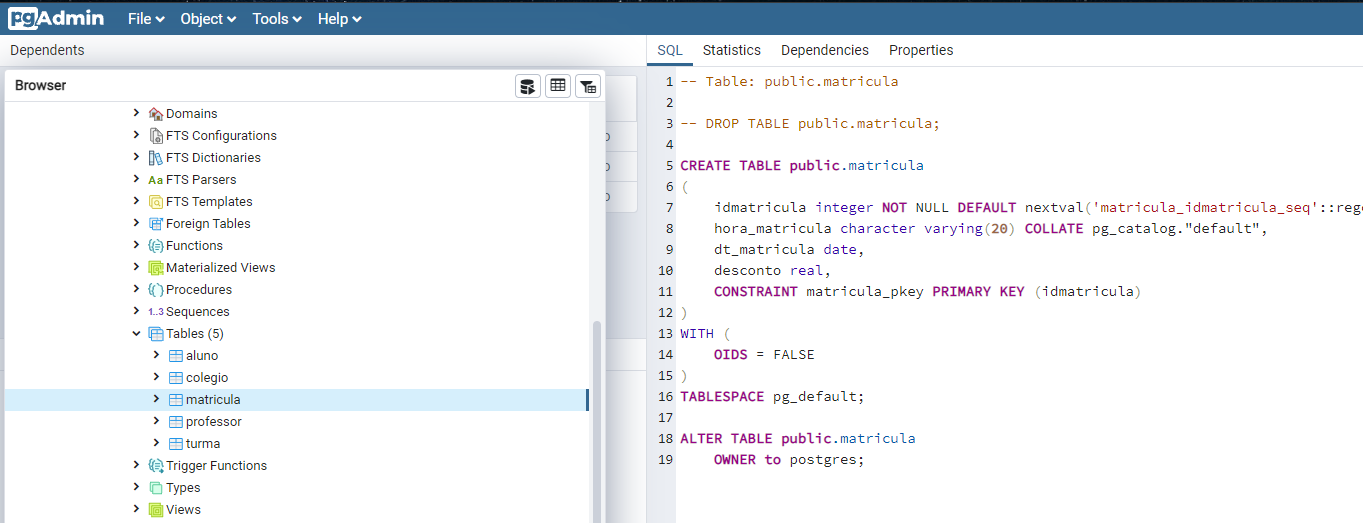 pgAdmin File Object Tools Help
Dependents
Browser
Domains
FTS Configurations
FTS Dictionaries
Aa FTS Parsers
FTS Templates
Foreign Tables
Functions
Materialized Views
Procedures
1..3 Sequences
Tables (5)
aluno
colegio
matricula
professor
turma
Trigger Functions
Types
Views
SQL Statistics Dependencies Properties
1 -- Table: public.matricula
2
3 -- DROP TABLE public.matricula;
4
5 CREATE TABLE public.matricula
6 (
7 idmatricula integer NOT NULL DEFAULT nextval('matricula_idmatricula_seq'::rege
8 hora_matricula character varying(20) COLLATE pg_catalog."default",
9 dt_matricula date,
10 desconto real,
11 CONSTRAINT matricula_pkey PRIMARY KEY (idmatricula)
12 )
13 WITH (
14 OIDS = FALSE
15 )
16 TABLESPACE pg_default;
17
18 ALTER TABLE public.matricula
19 OWNER to postgres;